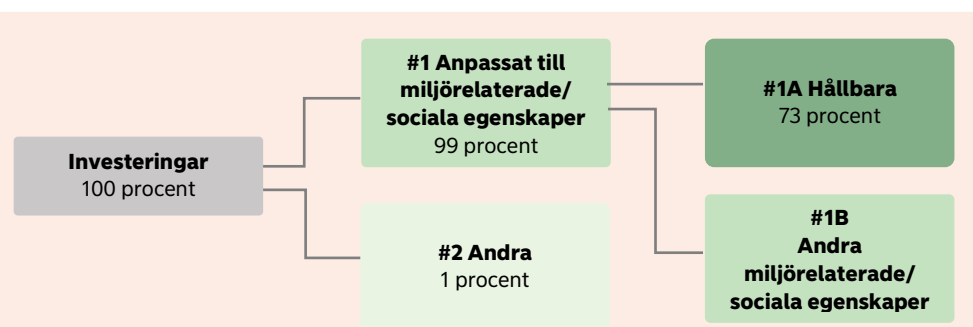 Investeringar
100 procent
#1 Anpassat till
miljörelaterade/
sociala egenskaper
99 procent
#2 Andra
1 procent
#1A Hållbara
73 procent
#1B
Andra
miljörelaterade/
sociala egenskaper